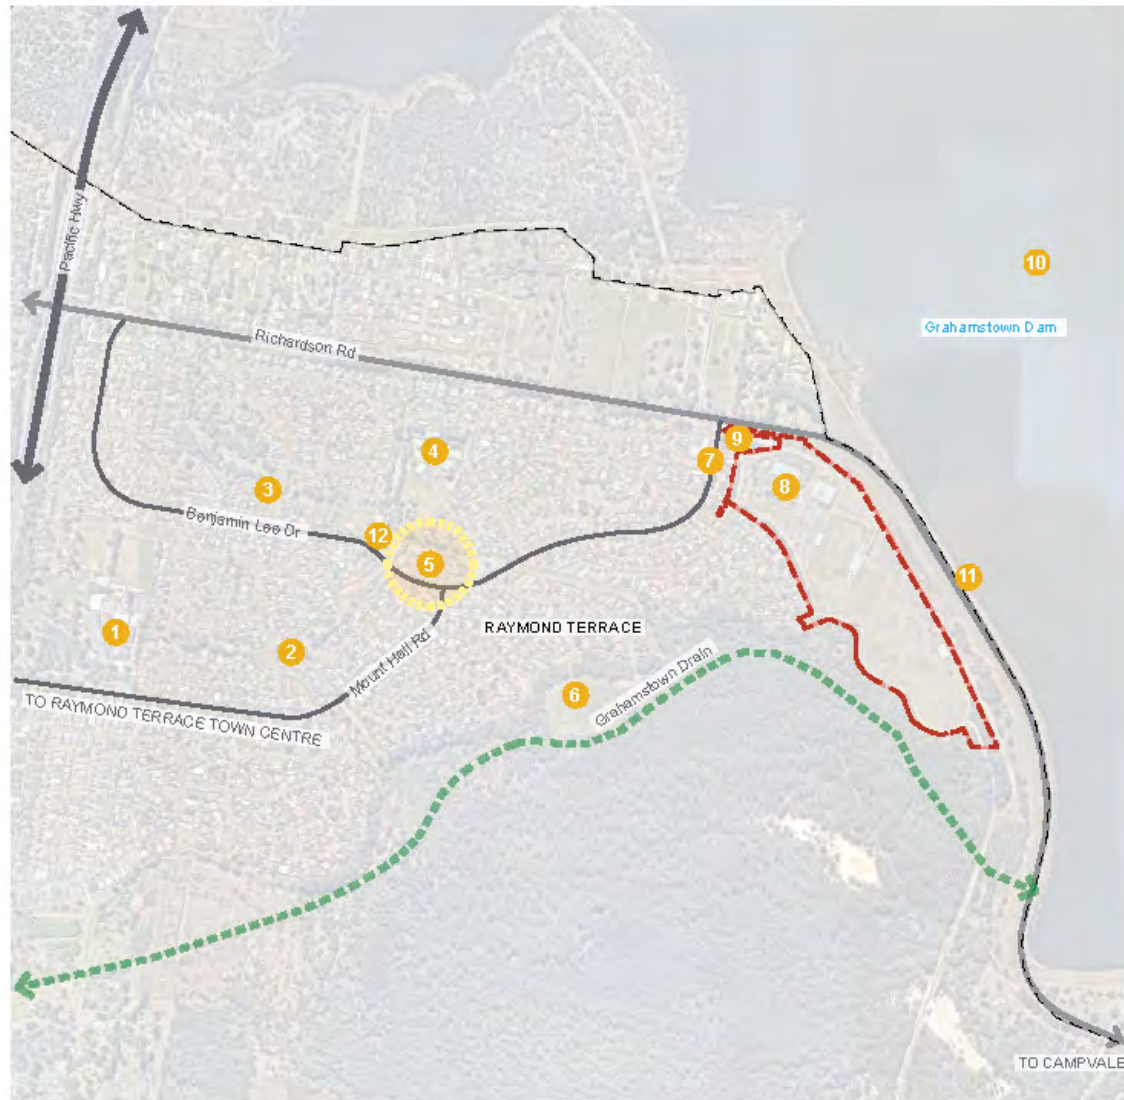 Pacific Hwy
10
Grahamstown Dam
Richardson Rd
9
4
7
8
3
Benjamin Lee Dr
12
5
11
1
RAYMOND TERRACE
2
Mount Hall Rd
Grahamstown Drain
6
TO RAYMOND TERRACE TOWN CENTRE
TO CAMPVALE